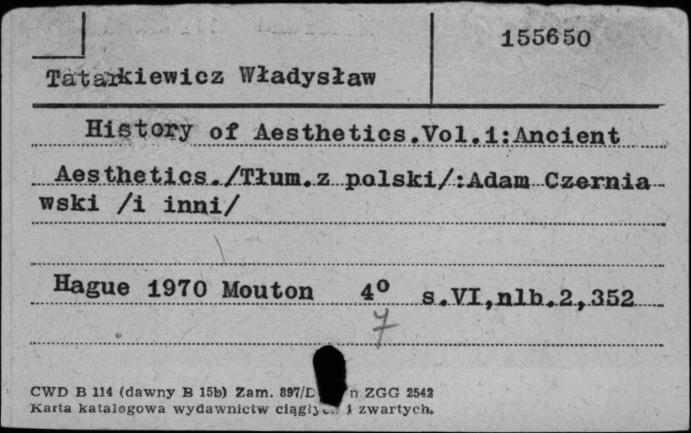 155650
Tatarkiewicz Władysław
History of Aesthetics.Vol.1:Ancient
Aesthetics./Tłum.z polski/:Adam Czernia
wski /i inni/
Hague 1970 Mouton 4° s.VI,nlb.2,352
7
CWD B 114 (dawny B 15b) Zam. 897/D ZGG 2542
Karta katalogowa wydawnictw i zwartych.